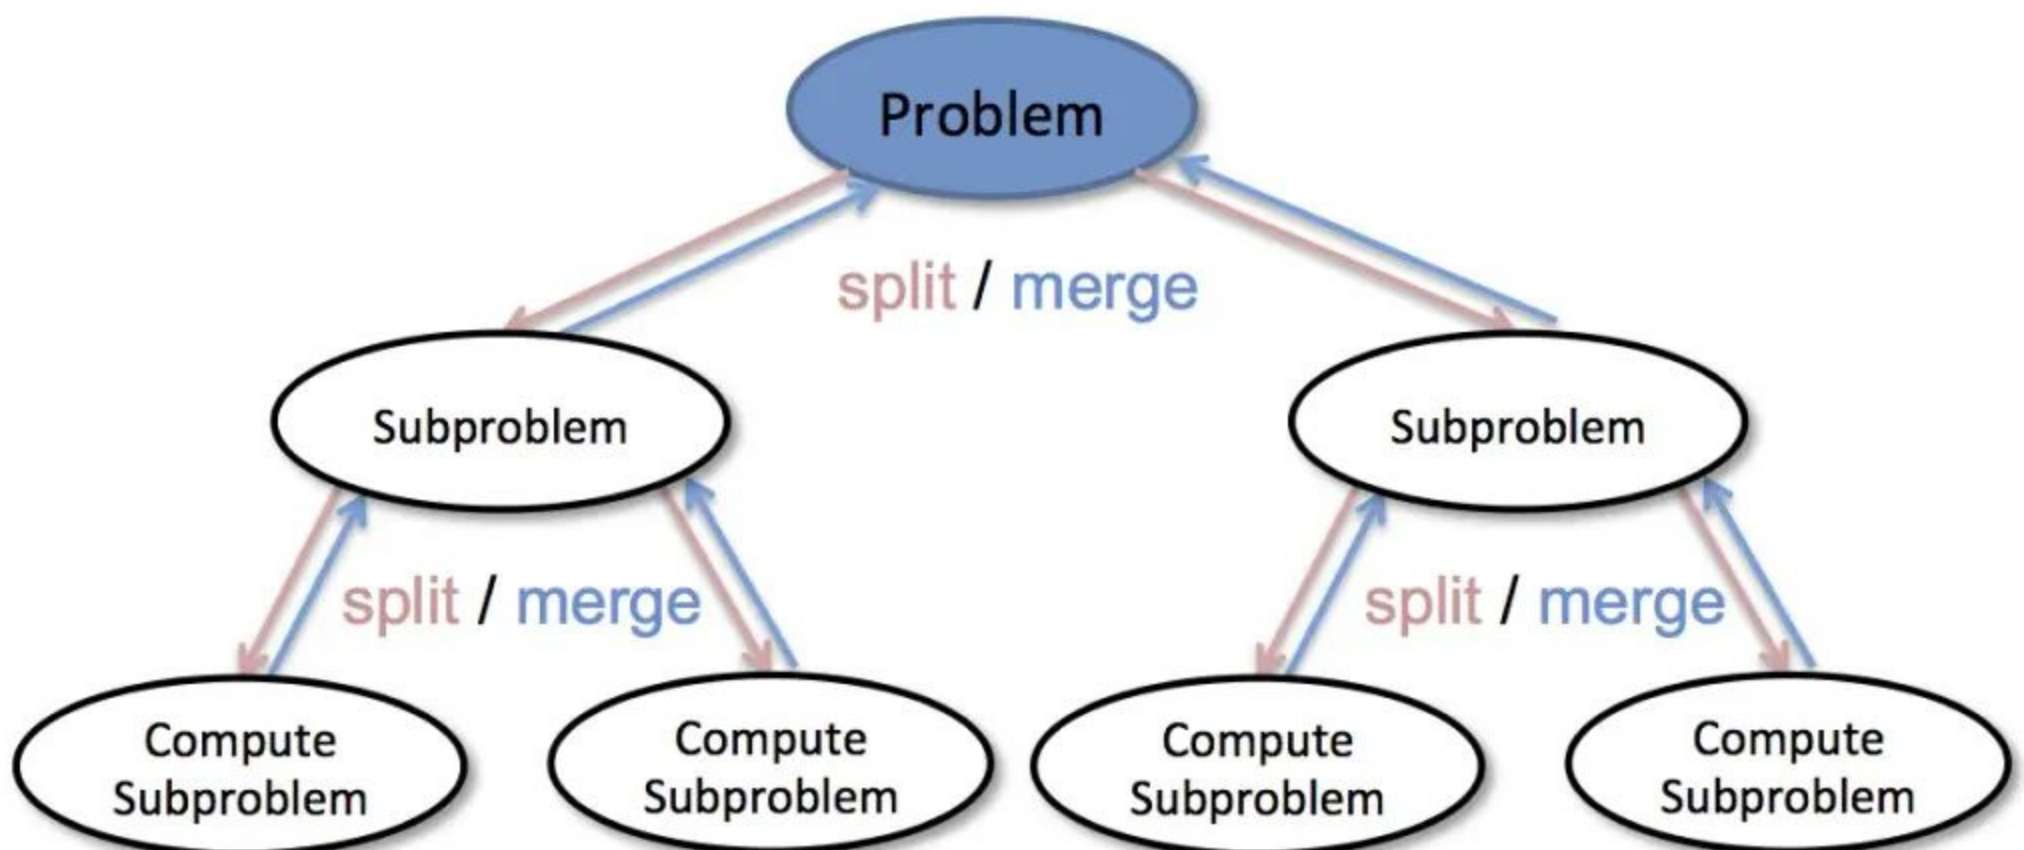 Problem
split / merge
Subproblem
Subproblem
split / merge
split / merge
Compute
Subproblem
Compute
Subproblem
Compute
Subproblem
Compute
Subproblem